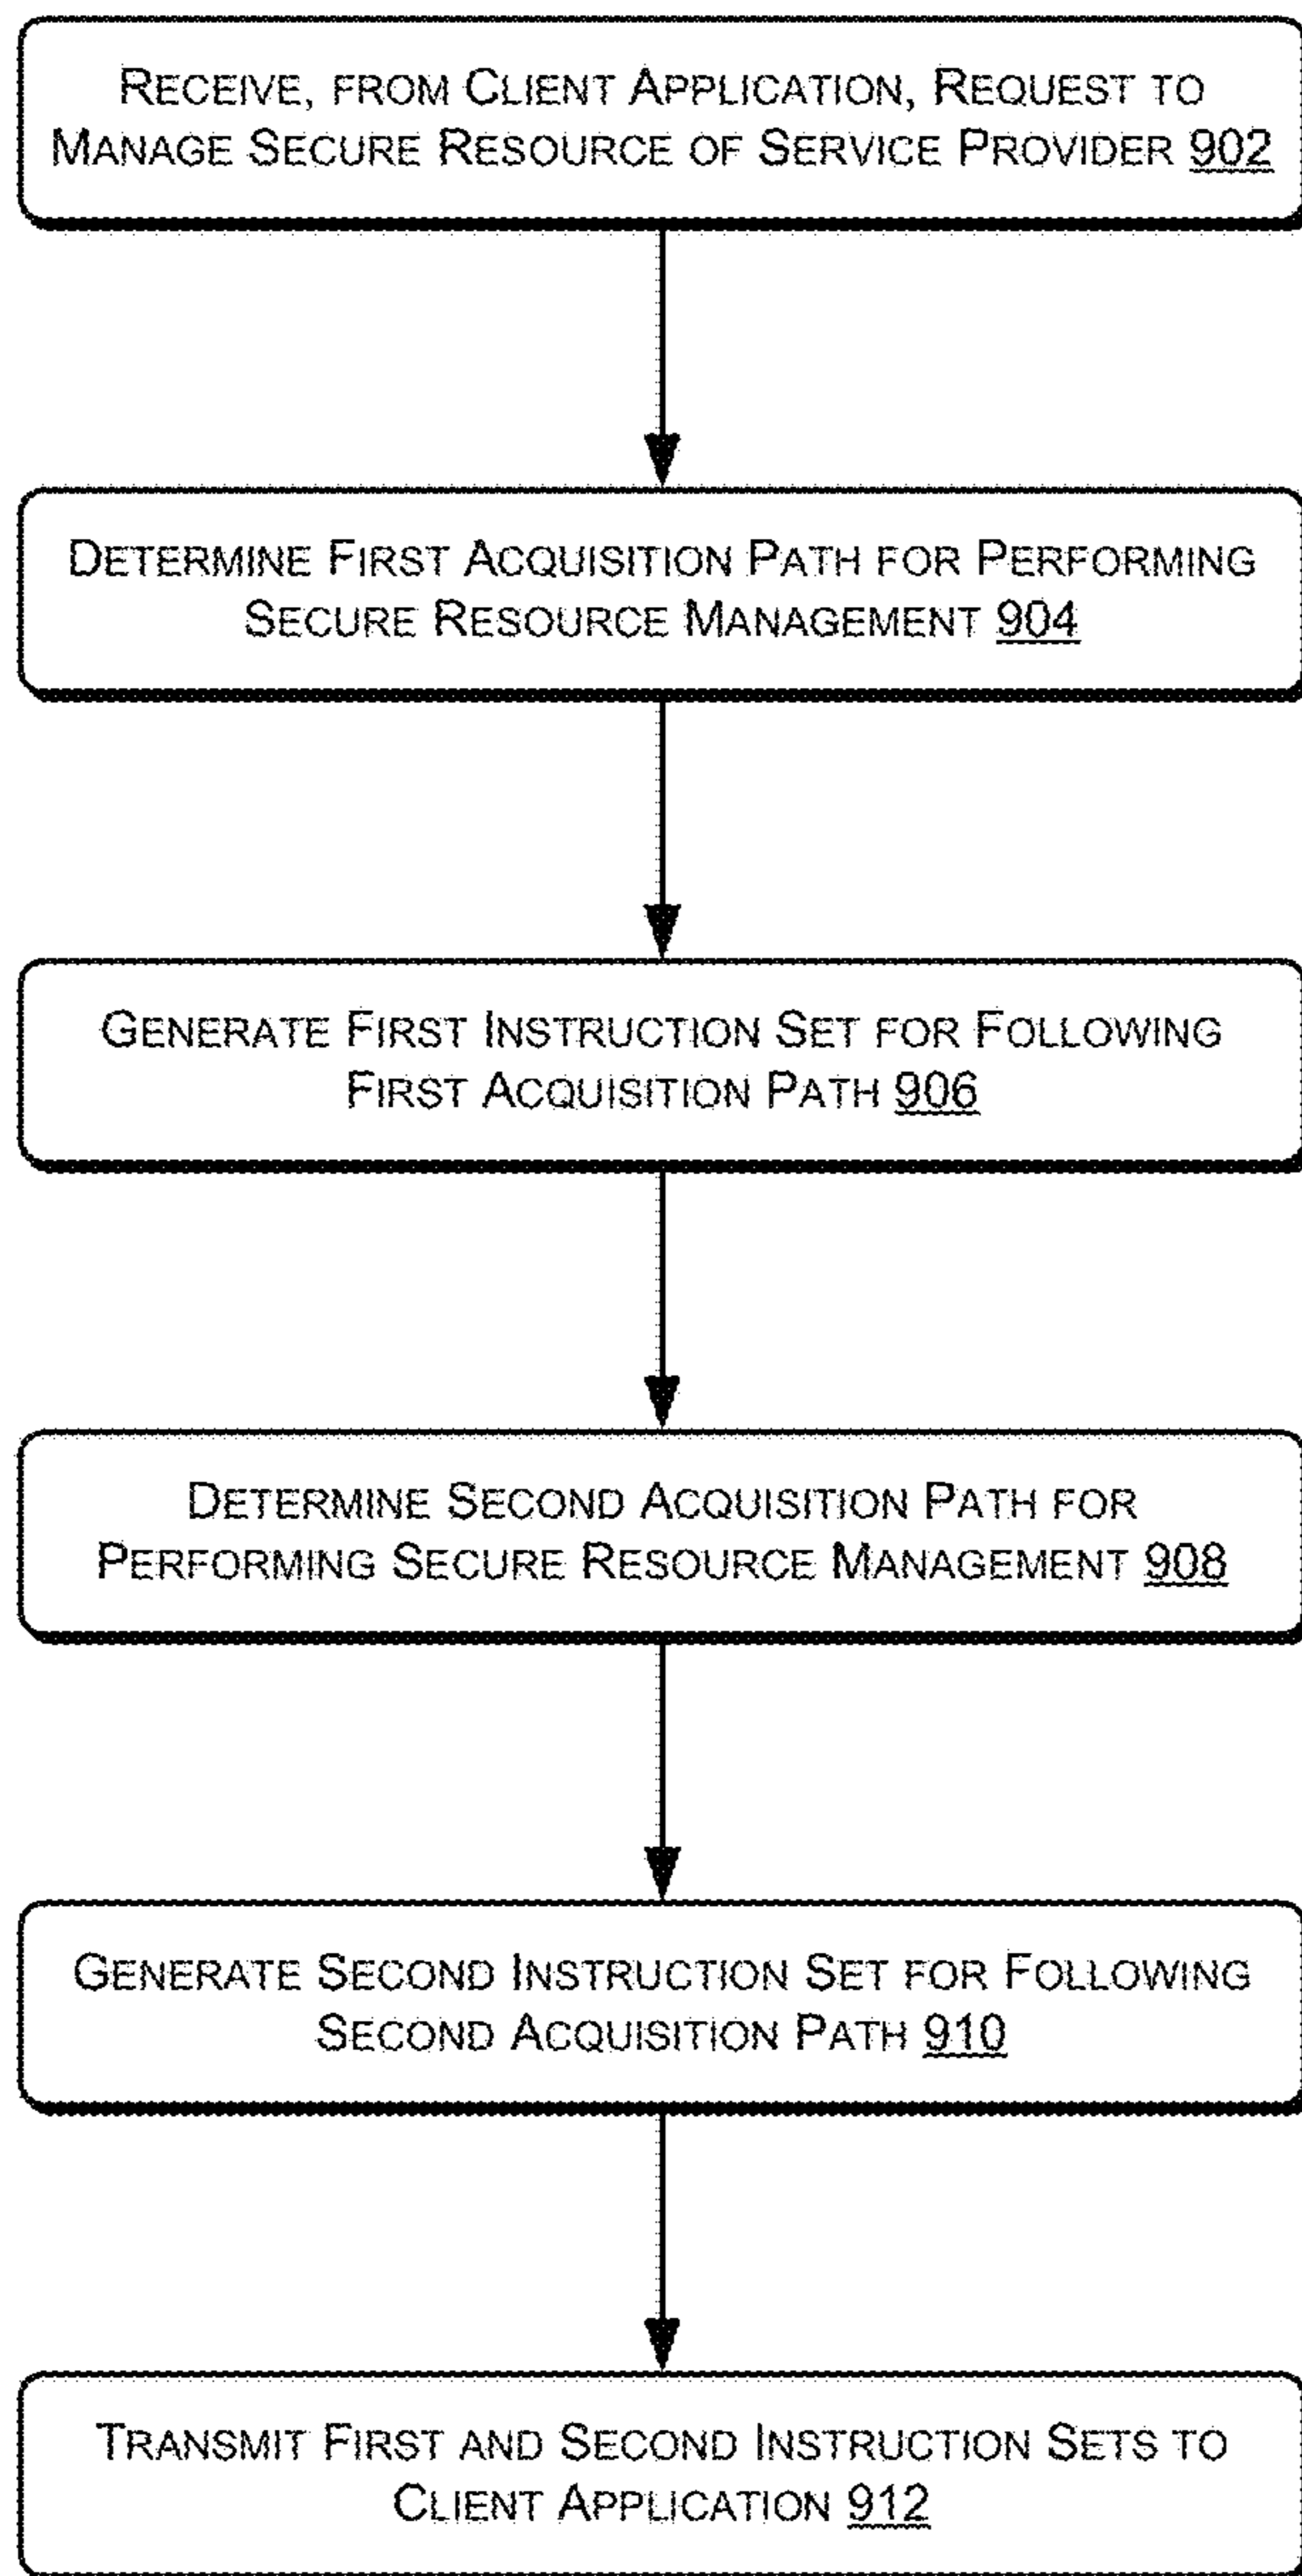 RECEIVE, FROM CLIENT APPLICATION, REQUEST TO
MANAGE SECURE RESOURCE OF SERVICE PROVIDER 902
DETERMINE FIRST ACQUISITION PATH FOR PERFORMING
SECURE RESOURCE MANAGEMENT 904
GENERATE FIRST INSTRUCTION SET FOR FOLLOWING
FIRST ACQUISITION PATH 906
DETERMINE SECOND ACQUISITION PATH FOR
PERFORMING SECURE RESOURCE MANAGEMENT 908
GENERATE SECOND INSTRUCTION SET FOR FOLLOWING
SECOND ACQUISITION PATH 910
TRANSMIT FIRST AND SECOND INSTRUCTION SETS TO
CLIENT APPLICATION 912